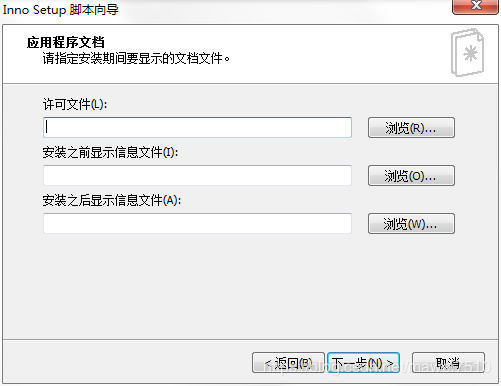 Inno Setup 脚本向导
应用程序文档
请指定安装期间要显示的文档文件。
许可文件(L):
浏览(R)...
安装之前显示信息文件(I):
浏览(O)...
安装之后显示信息文件(A):
浏览(W)...
< 返回(B) 下一步(N) > 取消